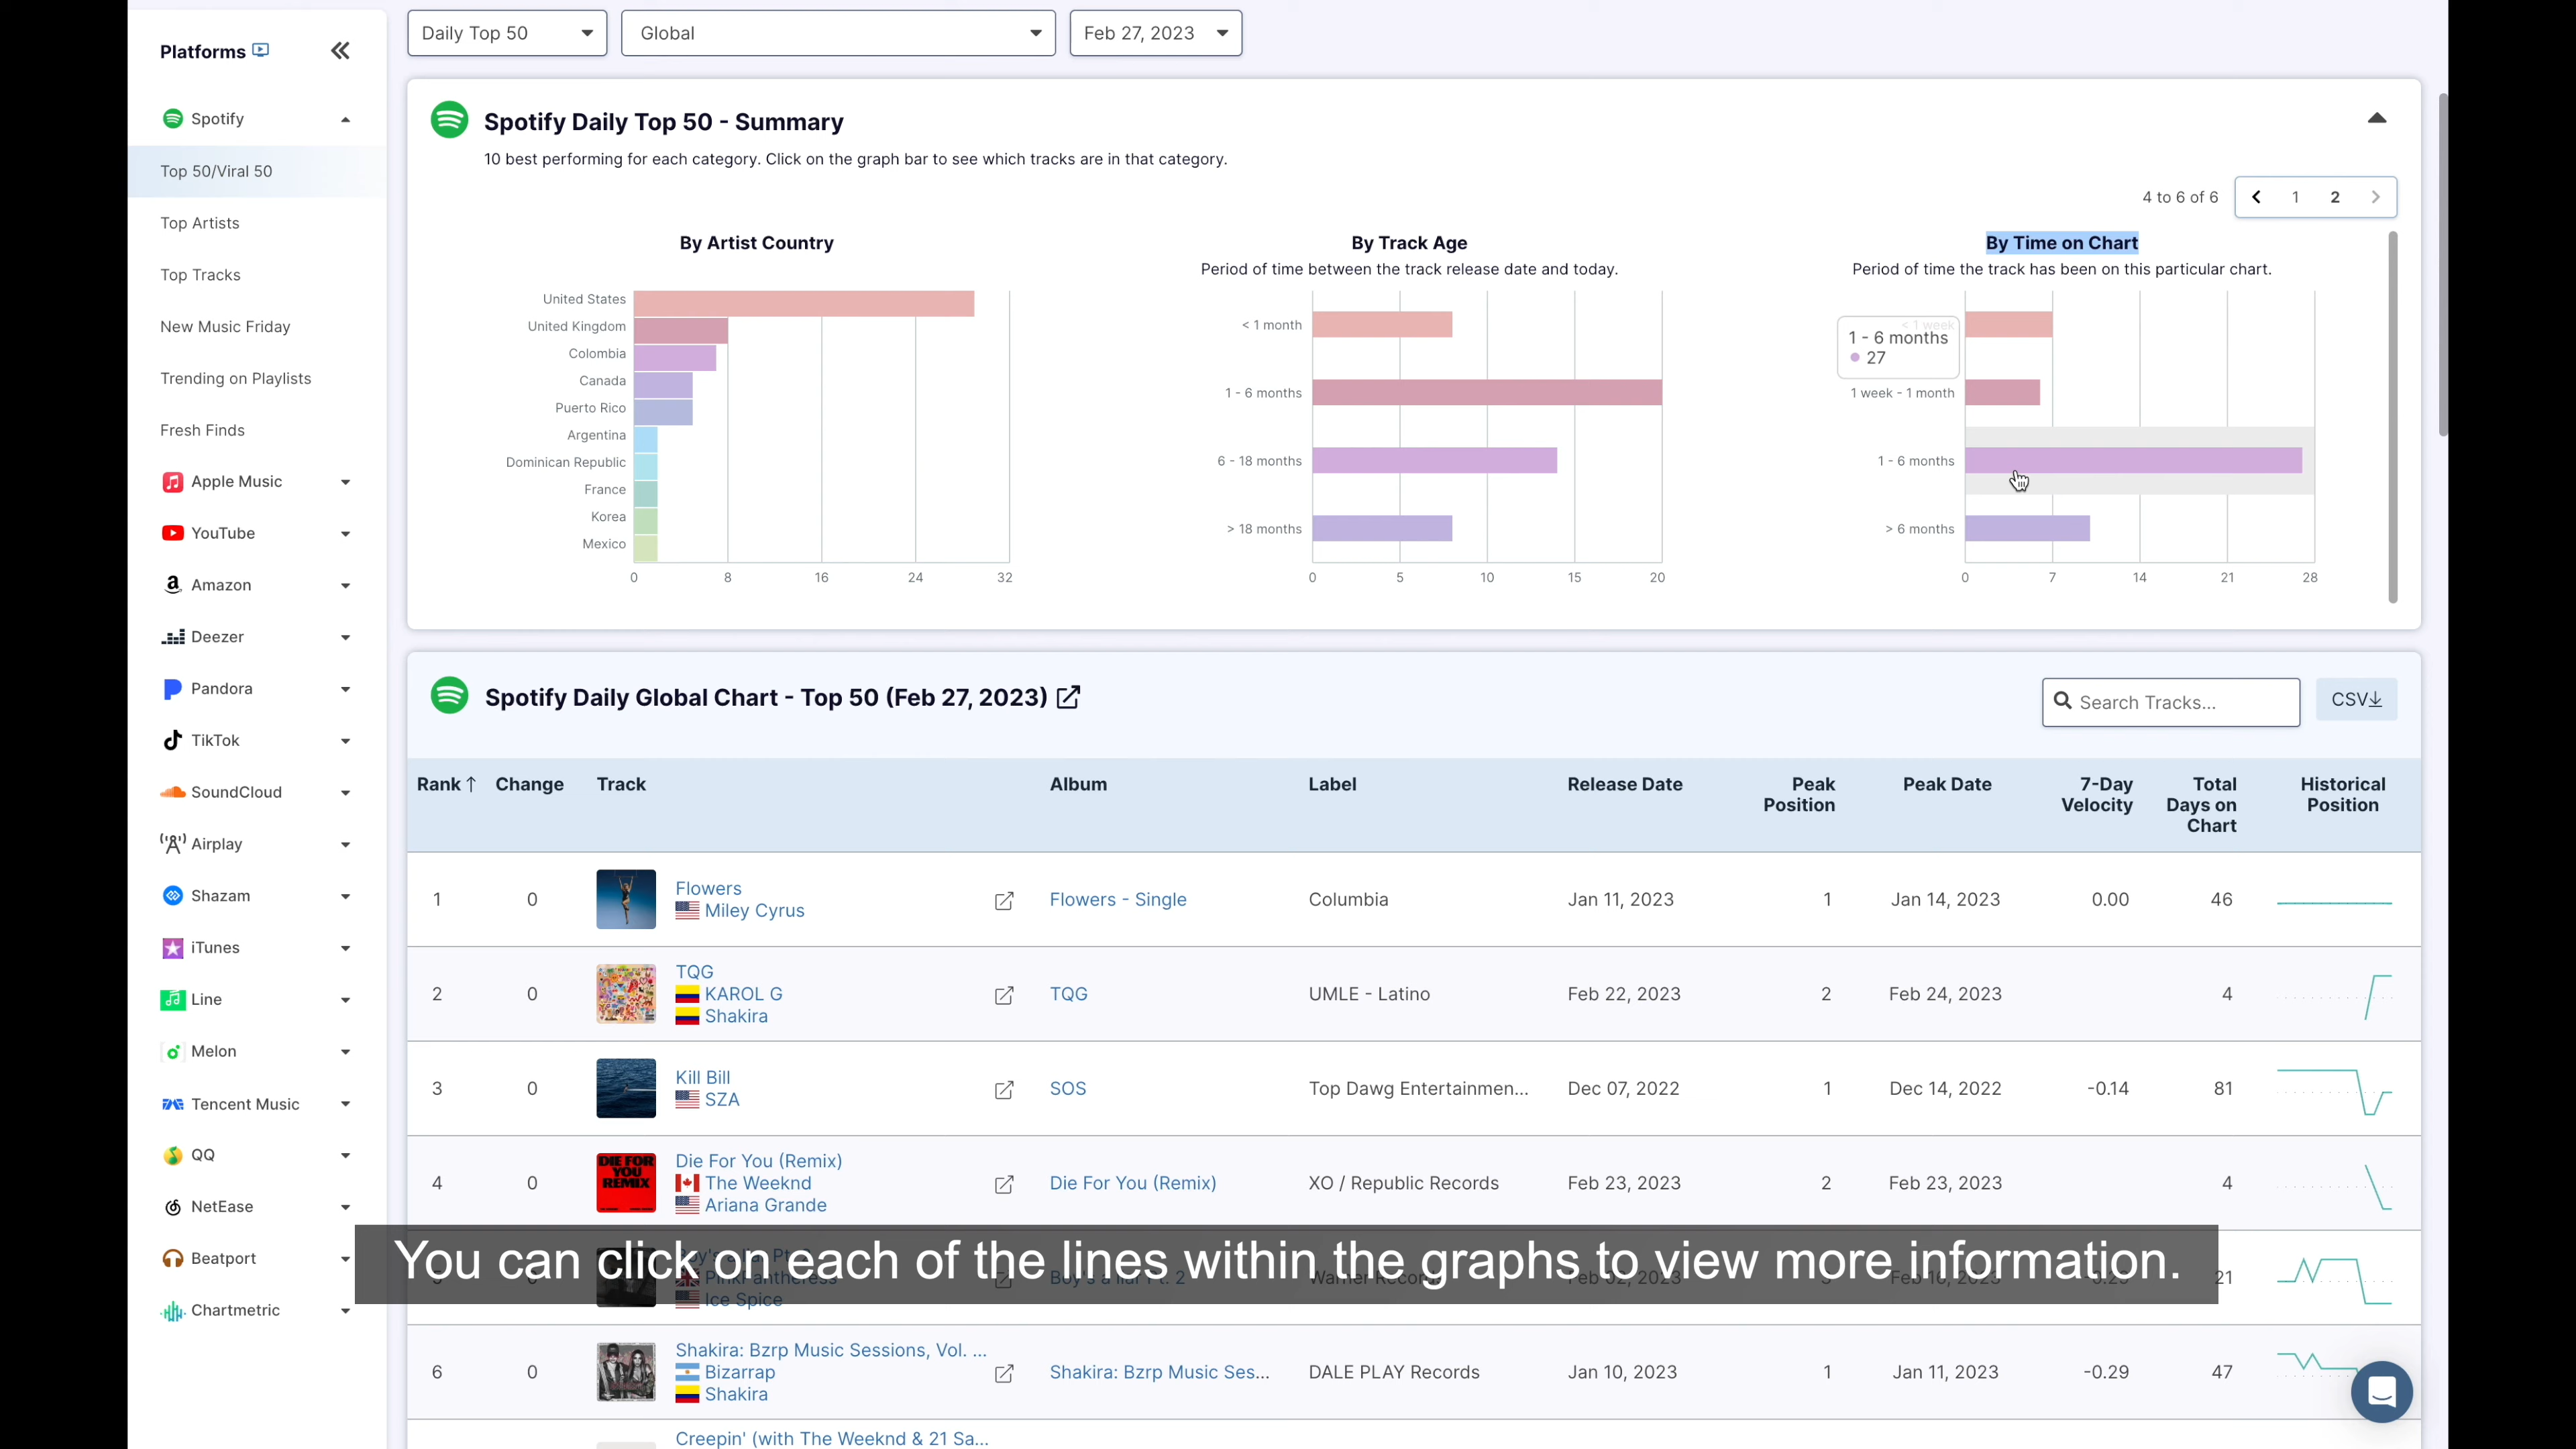 Platforms
Spotify
Top 50/Viral 50
Top Artists
Top Tracks
New Music Friday
Trending on Playlists
Fresh Finds
Apple Music
YouTube
Amazon
Deezer
Pandora
TikTok
SoundCloud
Airplay
Shazam
iTunes
Line
Melon
Tencent Music
QQ
NetEase
Beatport
Chartmetric
Daily Top 50
Global
Feb 27, 2023
Spotify Daily Top 50 - Summary
10 best performing for each category. Click on the graph bar to see which tracks are in that category.
4 to 6 of 6
1 2
By Artist Country
United States
United Kingdom
Colombia
Canada
Puerto Rico
Argentina
Dominican Republic
France
Korea
Mexico
0 8 16 24 32
By Track Age
Period of time between the track release date and today.
< 1 month
1 - 6 months
6 - 18 months
> 18 months
0 5 10 15 20
By Time on Chart
Period of time the track has been on this particular chart.
< 1 week
1 - 6 months
27
1 week - 1 month
1 - 6 months
> 6 months
0 7 14 21 28
Spotify Daily Global Chart - Top 50 (Feb 27, 2023)
Search Tracks...
CSV
Rank Change Track Album Label Release Date Peak Position Peak Date 7-Day Velocity Total Days on Chart Historical Position
1 0 Flowers Flowers - Single Columbia Jan 11, 2023 1 Jan 14, 2023 0.00 46
Miley Cyrus
2 0 TQG TQG UMLE - Latino Feb 22, 2023 2 Feb 24, 2023 4
KAROL G
Shakira
3 0 Kill Bill SOS Top Dawg Entertainmen... Dec 07, 2022 1 Dec 14, 2022 -0.14 81
SZA
DIE FOR
YOU
REMIX
4 0 Die For You (Remix) Die For You (Remix) XO / Republic Records Feb 23, 2023 2 Feb 23, 2023 4
The Weeknd
Ariana Grande
You can click on each of the lines within the graphs to view more information.
PinkPantheress
Ice Spice
21
6 0 Shakira: Bzrp Music Sessions, Vol. ... Shakira: Bzrp Music Ses... DALE PLAY Records Jan 10, 2023 1 Jan 11, 2023 -0.29 47
Bizarrap
Shakira
Creepin' (with The Weeknd & 21 Sa...